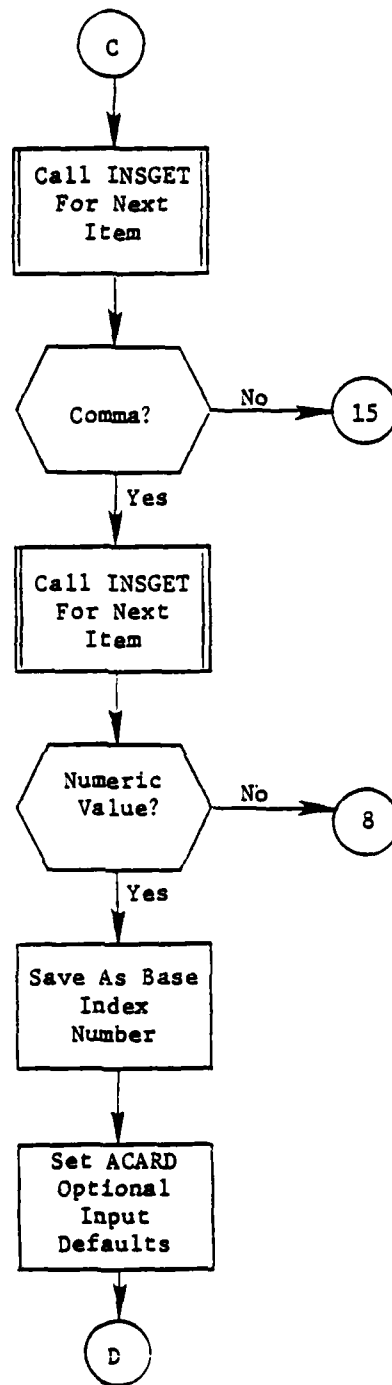 C
Call INSGET
For Next
Item
Comma?
No
15
Yes
Call INSGET
For Next
Item
Numeric
Value?
No
8
Yes
Save As Base
Index
Number
Set ACARD
Optional
Input
Defaults
D